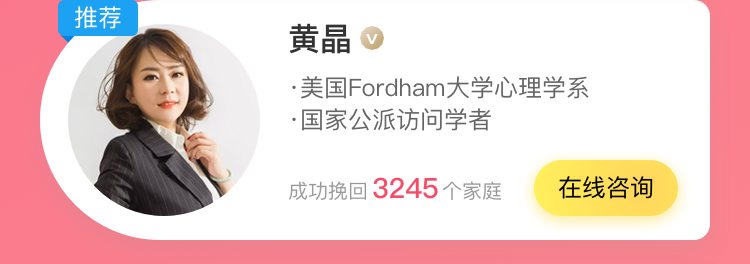 推荐
黄晶 V
·美国Fordham大学心理学系
·国家公派访问学者
成功挽回 3245 个家庭
在线咨询